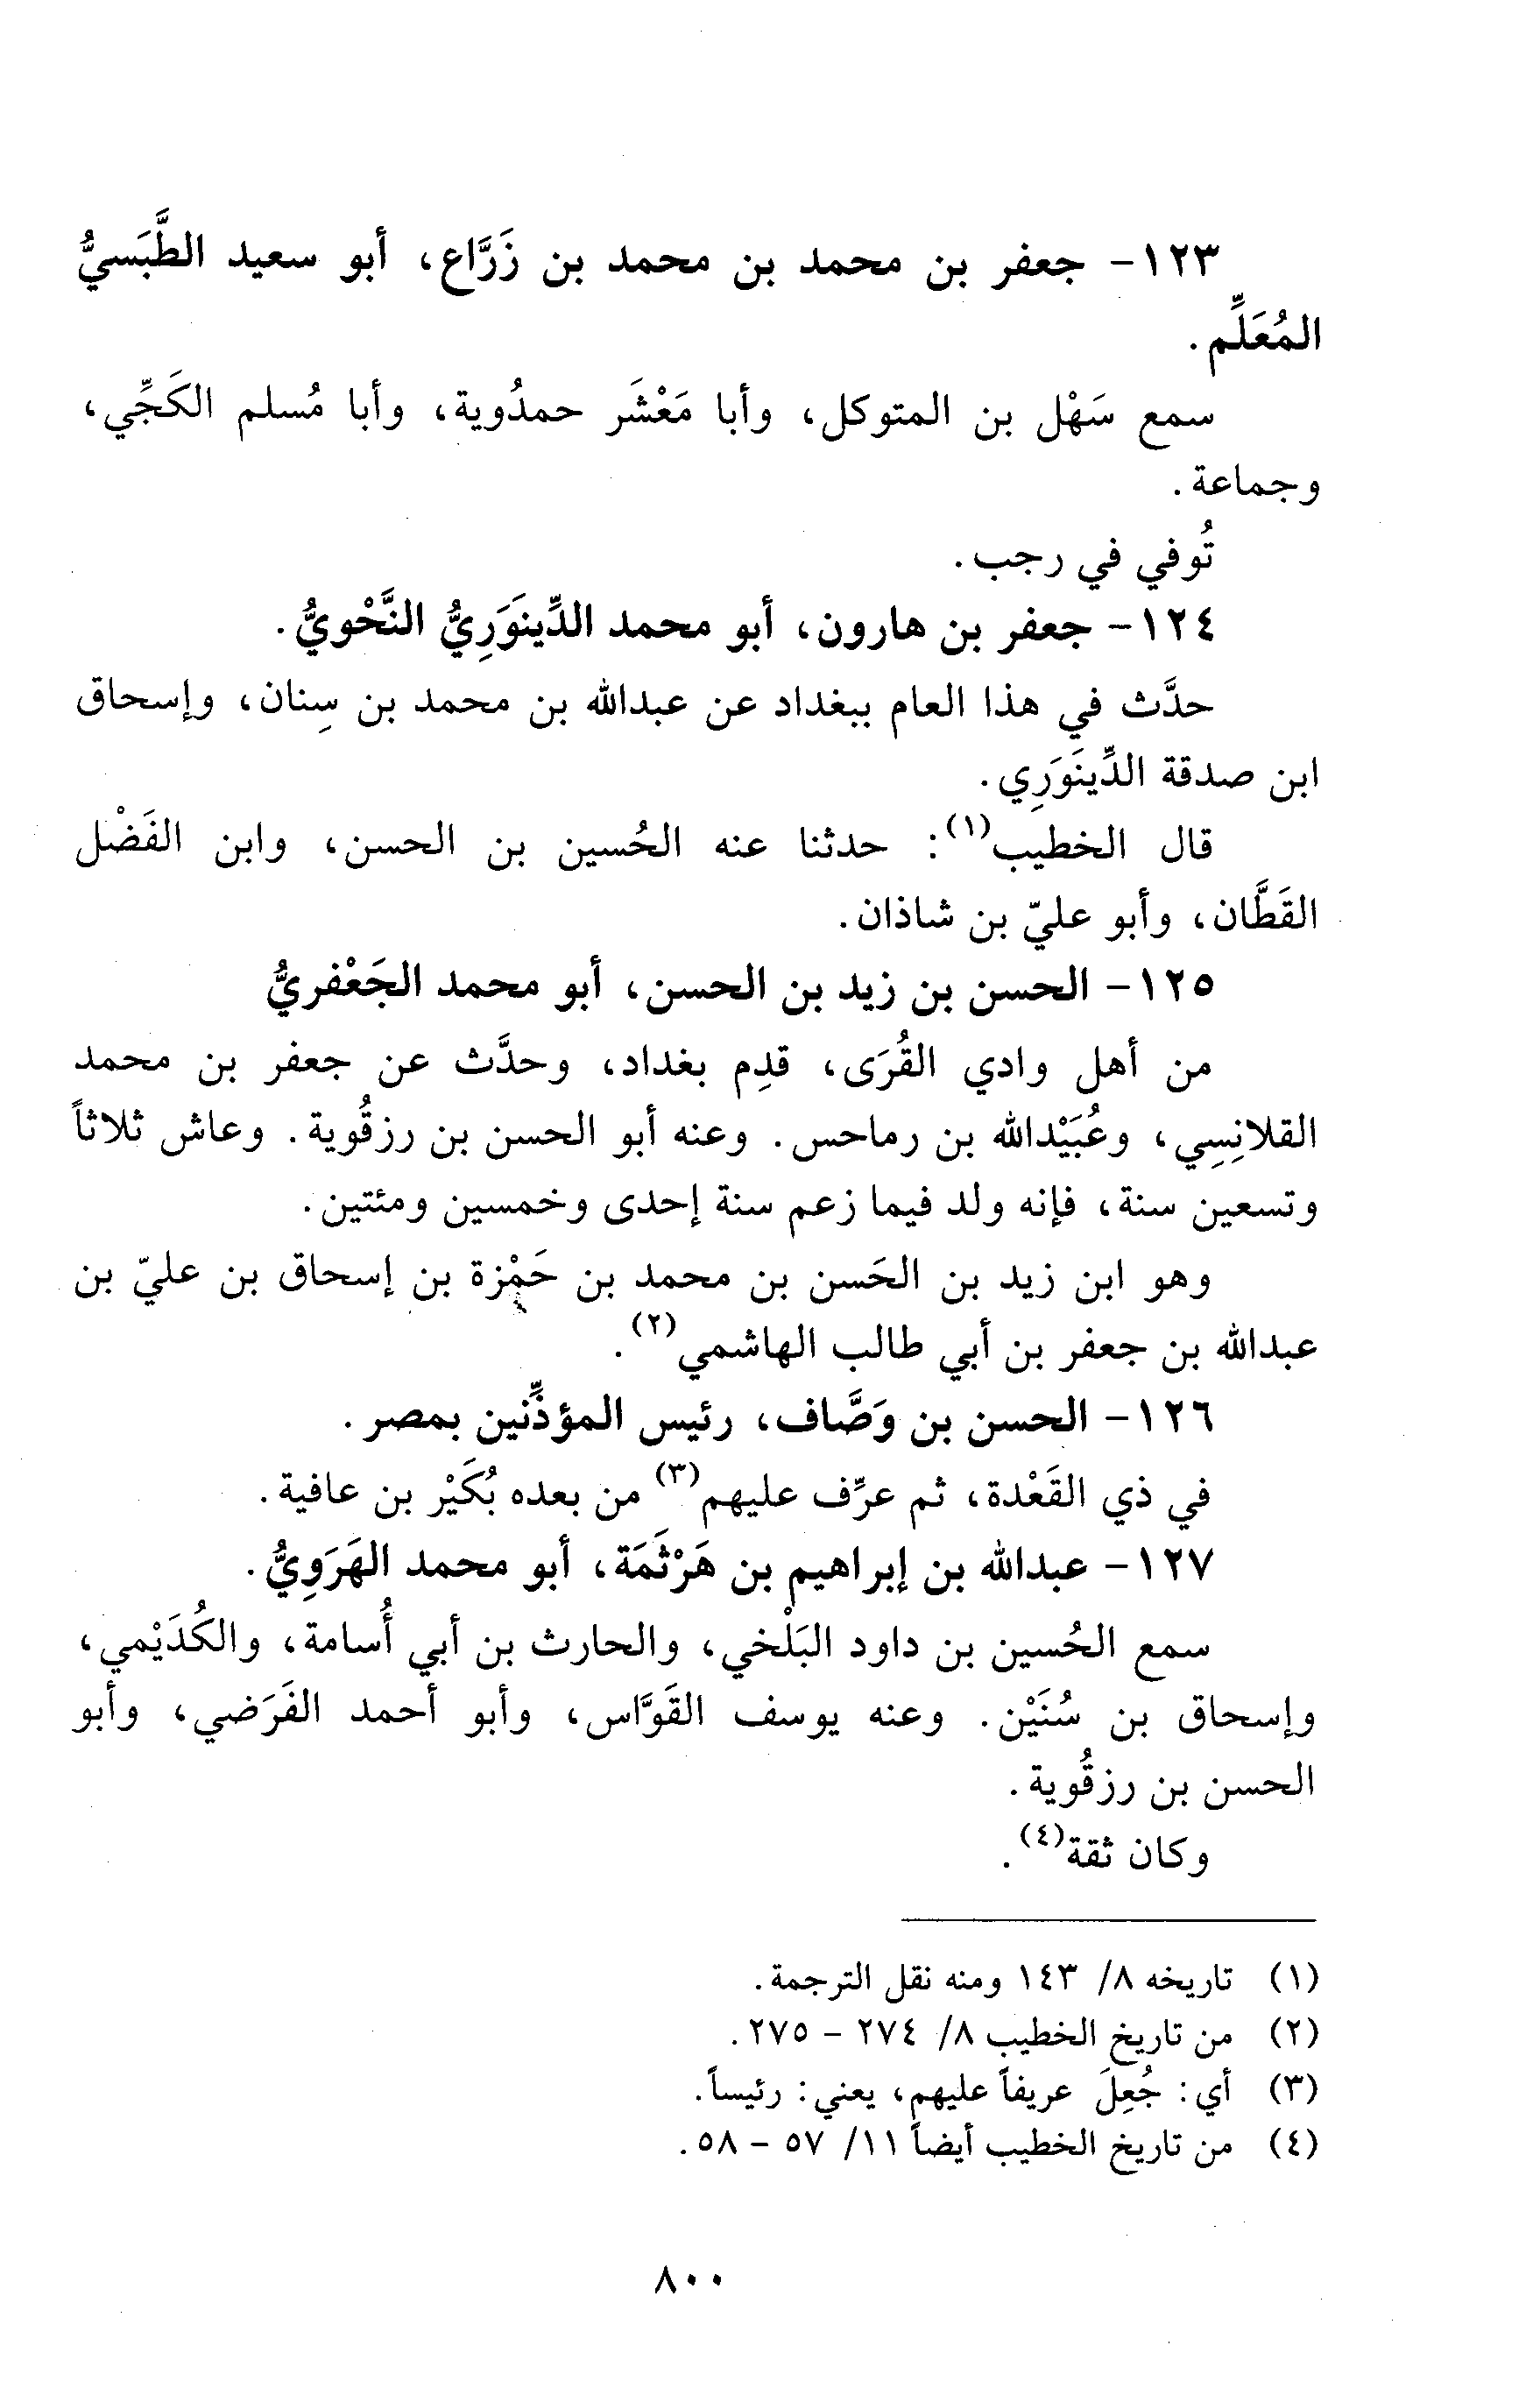 ١٢٣- جعفر بن محمد بن محمد بن زَرَّاع، أبو سعيد الطَّبَسيُّ
المُعَلِّم.
سمع سَهْل بن المتوكل، وأبا مَعْشَر حمدُوية، وأبا مُسلم الكَجِّي،
وجماعة.
تُوفي في رجب.
١٢٤- جعفر بن هارون، أبو محمد الدِّينَوَرِيُّ النَّحْويُّ.
حدَّث في هذا العام ببغداد عن عبدالله بن محمد بن سِنان، وإسحاق
ابن صدقة الدِّينَوَرِي.
قال الخطيب(١): حدثنا عنه الحُسين بن الحسن، وابن الفَضْل
القَطَّان، وأبو عليّ بن شاذان.
١٢٥- الحسن بن زيد بن الحسن، أبو محمد الجَعْفريُّ
من أهل وادي القُرَى، قدِم بغداد، وحدَّث عن جعفر بن محمد
القلانِسِي، وعُبَيْدالله بن رماحس. وعنه أبو الحسن بن رزقُوية. وعاش ثلاثاً
وتسعين سنة، فإنه ولد فيما زعم سنة إحدى وخمسين ومئتين.
وهو ابن زيد بن الحَسن بن محمد بن حَمْزة بن إسحاق بن عليّ بن
عبدالله بن جعفر بن أبي طالب الهاشمي(٢).
١٢٦- الحسن بن وَصَّاف، رئيس المؤذِّنين بمصر.
في ذي القَعْدة، ثم عرِّف عليهم(٣) من بعده بُكَيْر بن عافية.
١٢٧- عبدالله بن إبراهيم بن هَرْثَمَة، أبو محمد الهَرَوِيُّ.
سمع الحُسين بن داود البَلْخي، والحارث بن أبي أُسامة، والكُدَيْمي،
وإسحاق بن سُنَيْن. وعنه يوسف القَوَّاس، وأبو أحمد الفَرَضي، وأبو
الحسن بن رزقُوية.
وكان ثقة(٤).
(١) تاريخه ٨/ ١٤٣ ومنه نقل الترجمة.
(٢) من تاريخ الخطيب ٨/ ٢٧٤ - ٢٧٥.
(٣) أي: جُعِلَ عريفاً عليهم، يعني: رئيساً.
(٤) من تاريخ الخطيب أيضاً ١١/ ٥٧ - ٥٨.
٨٠٠